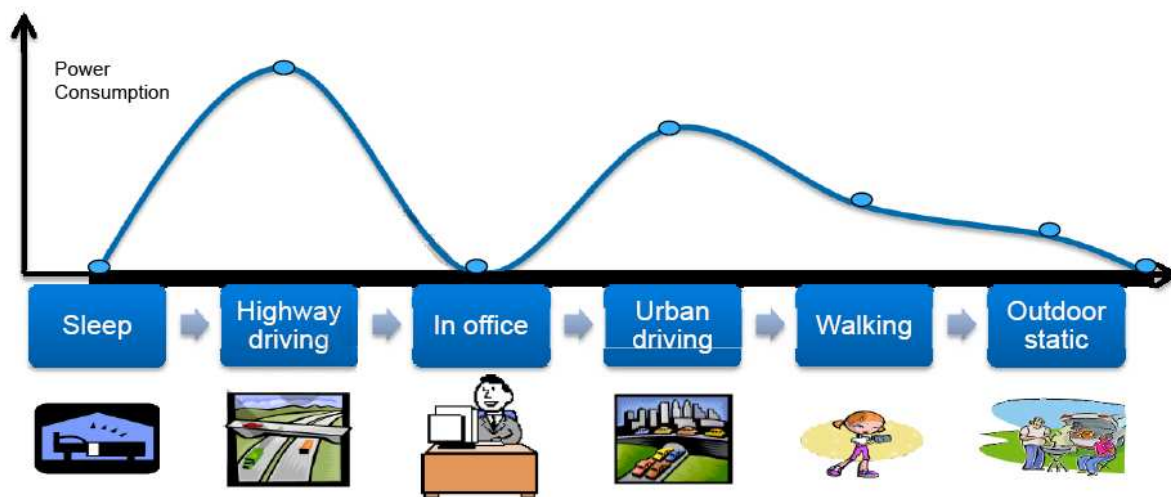 Power
Consumption
Sleep
Highway
driving
In office
Urban
driving
Walking
Outdoor
static